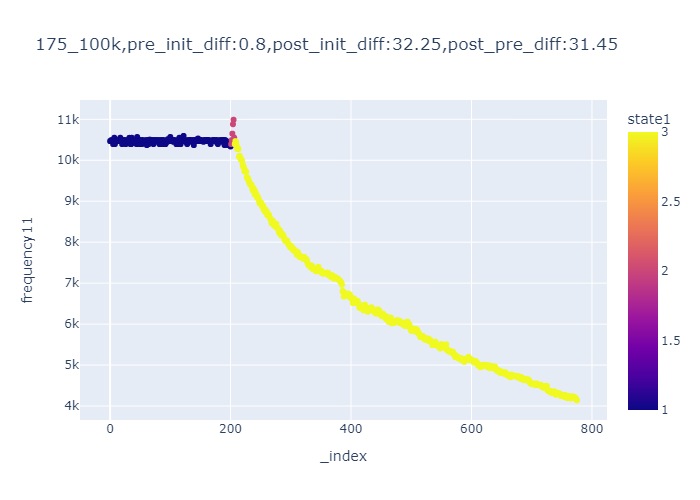 175_100k,pre_init_diff:0.8,post_init_diff:32.25,post_pre_diff:31.45
state1
11k
10k
9k
8k
7k
6k
5k
4k
frequency11
0
200
400
600
800
_index
3
2.5
2
1.5
1